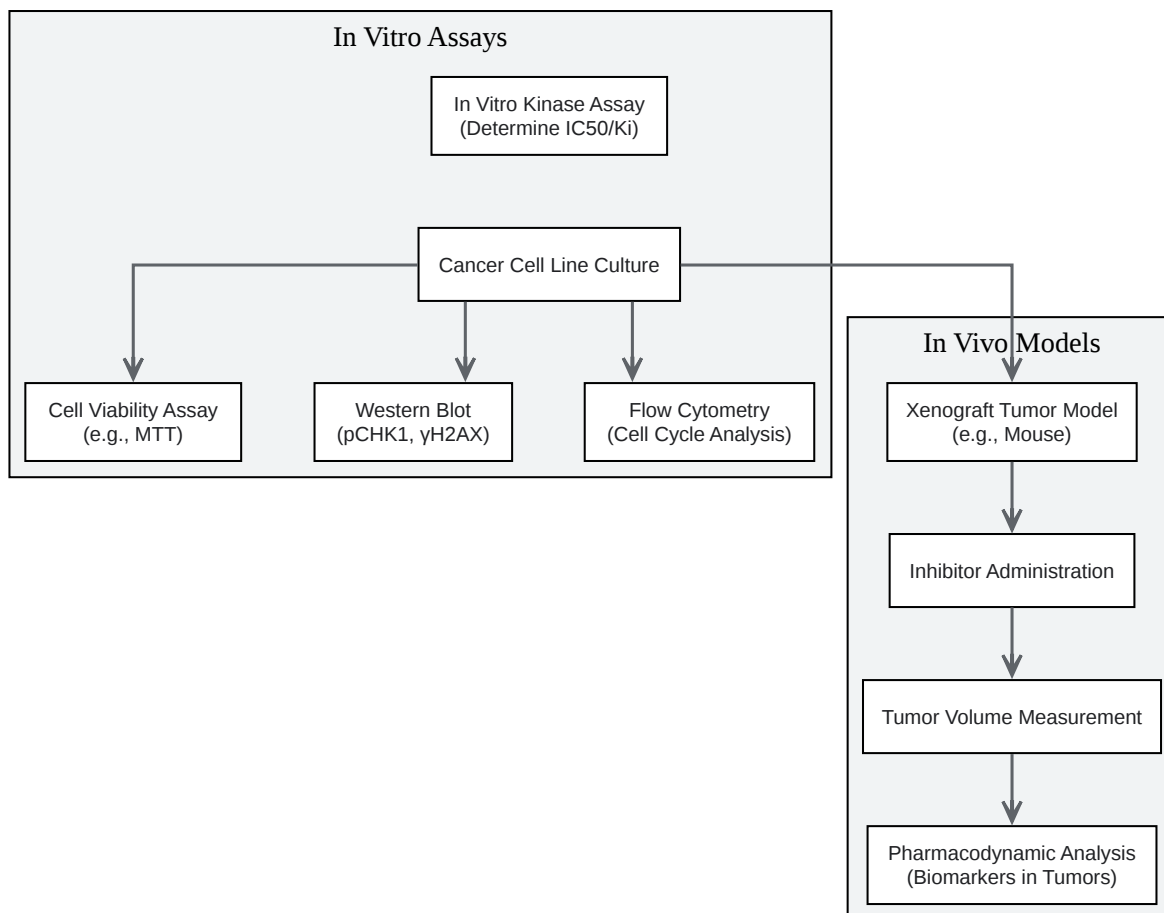 In Vitro Assays
In Vitro Kinase Assay
(Determine IC50/Ki)
Cancer Cell Line Culture
Cell Viability Assay
(e.g., MTT)
Western Blot
(pCHK1, γH2AX)
Flow Cytometry
(Cell Cycle Analysis)
In Vivo Models
Xenograft Tumor Model
(e.g., Mouse)
Inhibitor Administration
Tumor Volume Measurement
Pharmacodynamic Analysis
(Biomarkers in Tumors)